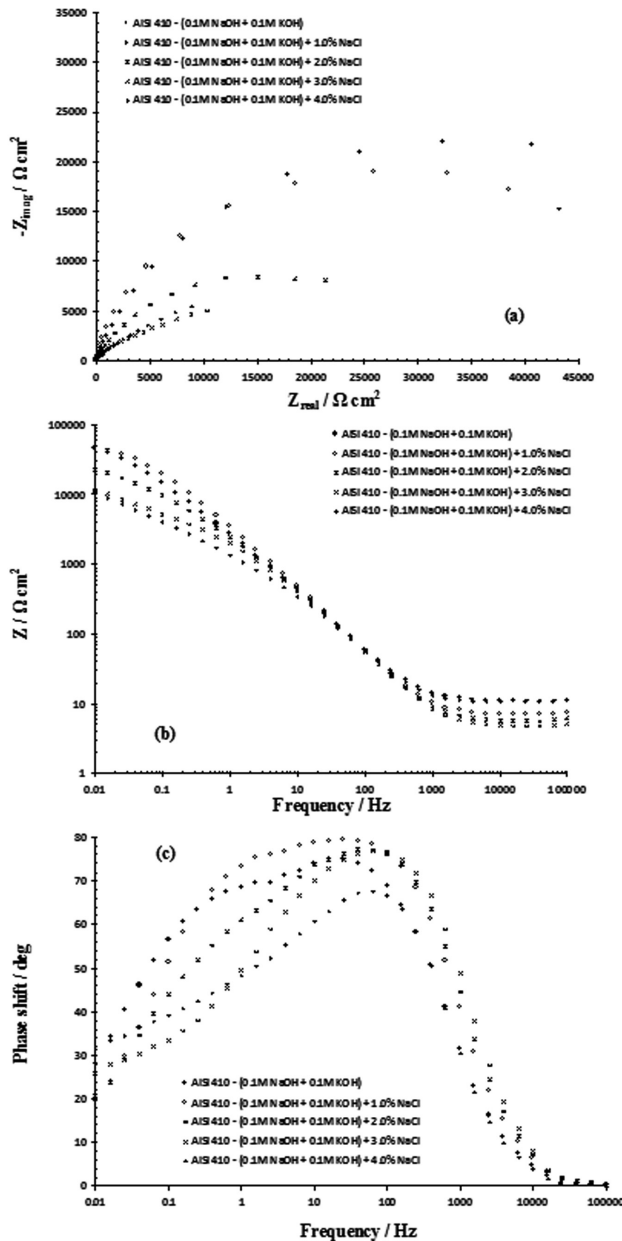 35000
30000
25000
20000
15000
10000
5000
0
-Zimag / Ω cm²
AISI 410 - (0.1M NaOH + 0.1M KOH)
AISI 410 - (0.1M NaOH + 0.1M KOH) + 1.0% NaCl
AISI 410 - (0.1M NaOH + 0.1M KOH) + 2.0% NaCl
AISI 410 - (0.1M NaOH + 0.1M KOH) + 3.0% NaCl
AISI 410 - (0.1M NaOH + 0.1M KOH) + 4.0% NaCl
(a)
0 5000 10000 15000 20000 25000 30000 35000 40000 45000
Zreal / Ω cm²
100000
10000
1000
100
10
1
Z / Ω cm²
AISI 410 - (0.1M NaOH + 0.1M KOH)
AISI 410 - (0.1M NaOH + 0.1M KOH) + 1.0% NaCl
AISI 410 - (0.1M NaOH + 0.1M KOH) + 2.0% NaCl
AISI 410 - (0.1M NaOH + 0.1M KOH) + 3.0% NaCl
AISI 410 - (0.1M NaOH + 0.1M KOH) + 4.0% NaCl
(b)
0.01 0.1 1 10 100 1000 10000 100000
Frequency / Hz
80
70
60
50
40
30
20
10
0
Phase shift / deg
(c)
AISI 410 - (0.1M NaOH + 0.1M KOH)
AISI 410 - (0.1M NaOH + 0.1M KOH) + 1.0% NaCl
AISI 410 - (0.1M NaOH + 0.1M KOH) + 2.0% NaCl
AISI 410 - (0.1M NaOH + 0.1M KOH) + 3.0% NaCl
AISI 410 - (0.1M NaOH + 0.1M KOH) + 4.0% NaCl
0.01 0.1 1 10 100 1000 10000 100000
Frequency / Hz